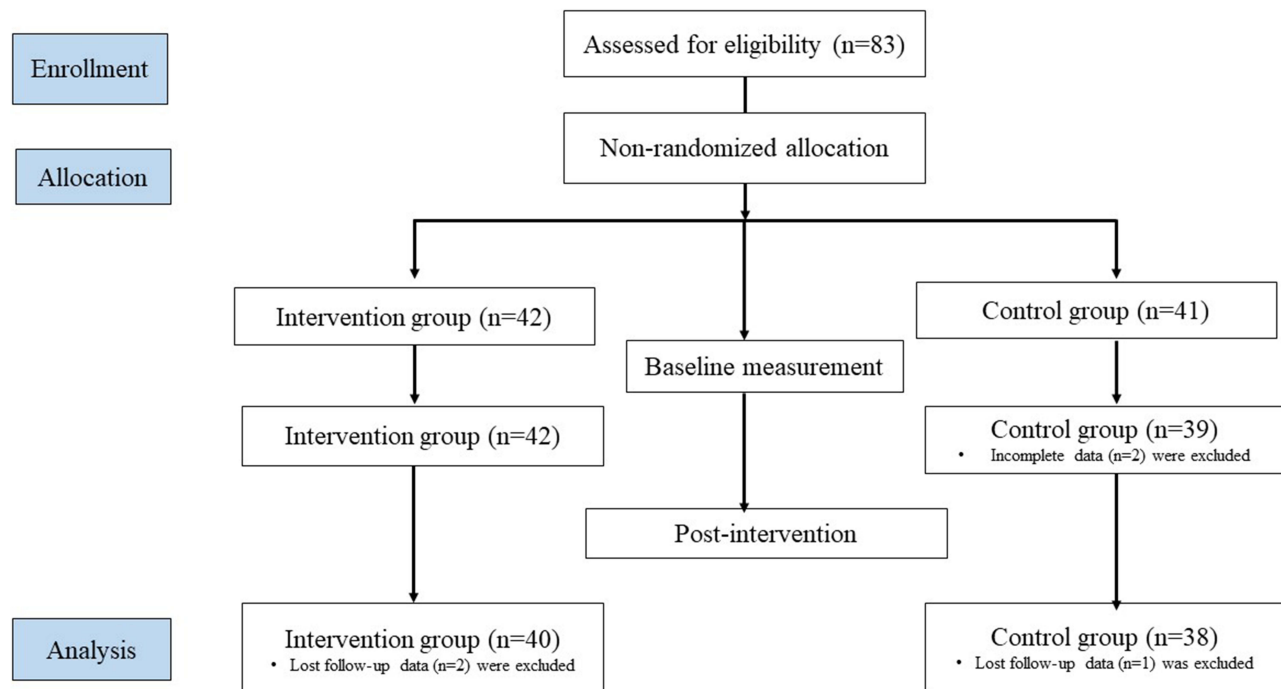 Enrollment
Assessed for eligibility (n=83)
Allocation
Non-randomized allocation
Intervention group (n=42)
Control group (n=41)
Baseline measurement
Intervention group (n=42)
Control group (n=39)
• Incomplete data (n=2) were excluded
Post-intervention
Analysis
Intervention group (n=40)
• Lost follow-up data (n=2) were excluded
Control group (n=38)
• Lost follow-up data (n=1) was excluded